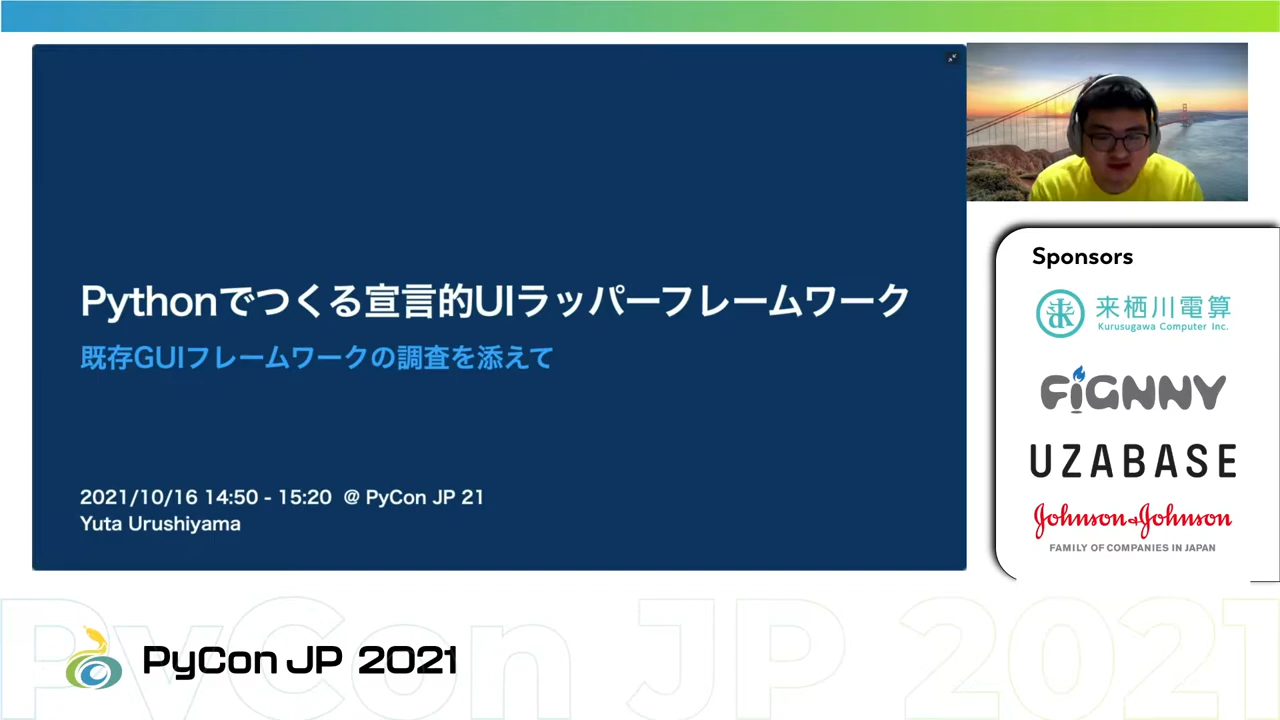 Pythonでつくる宣言的UIラッパーフレームワーク
既存GUIフレームワークの調査を添えて
2021/10/16 14:50 - 15:20 @ PyCon JP 21
Yuta Urushiyama
Sponsors
来栖川電算
Kurusugawa Computer Inc.
FiGNNY
UZABASE
Johnson&Johnson
FAMILY OF COMPANIES IN JAPAN
PyCon JP 2021
PyCon JP 2021